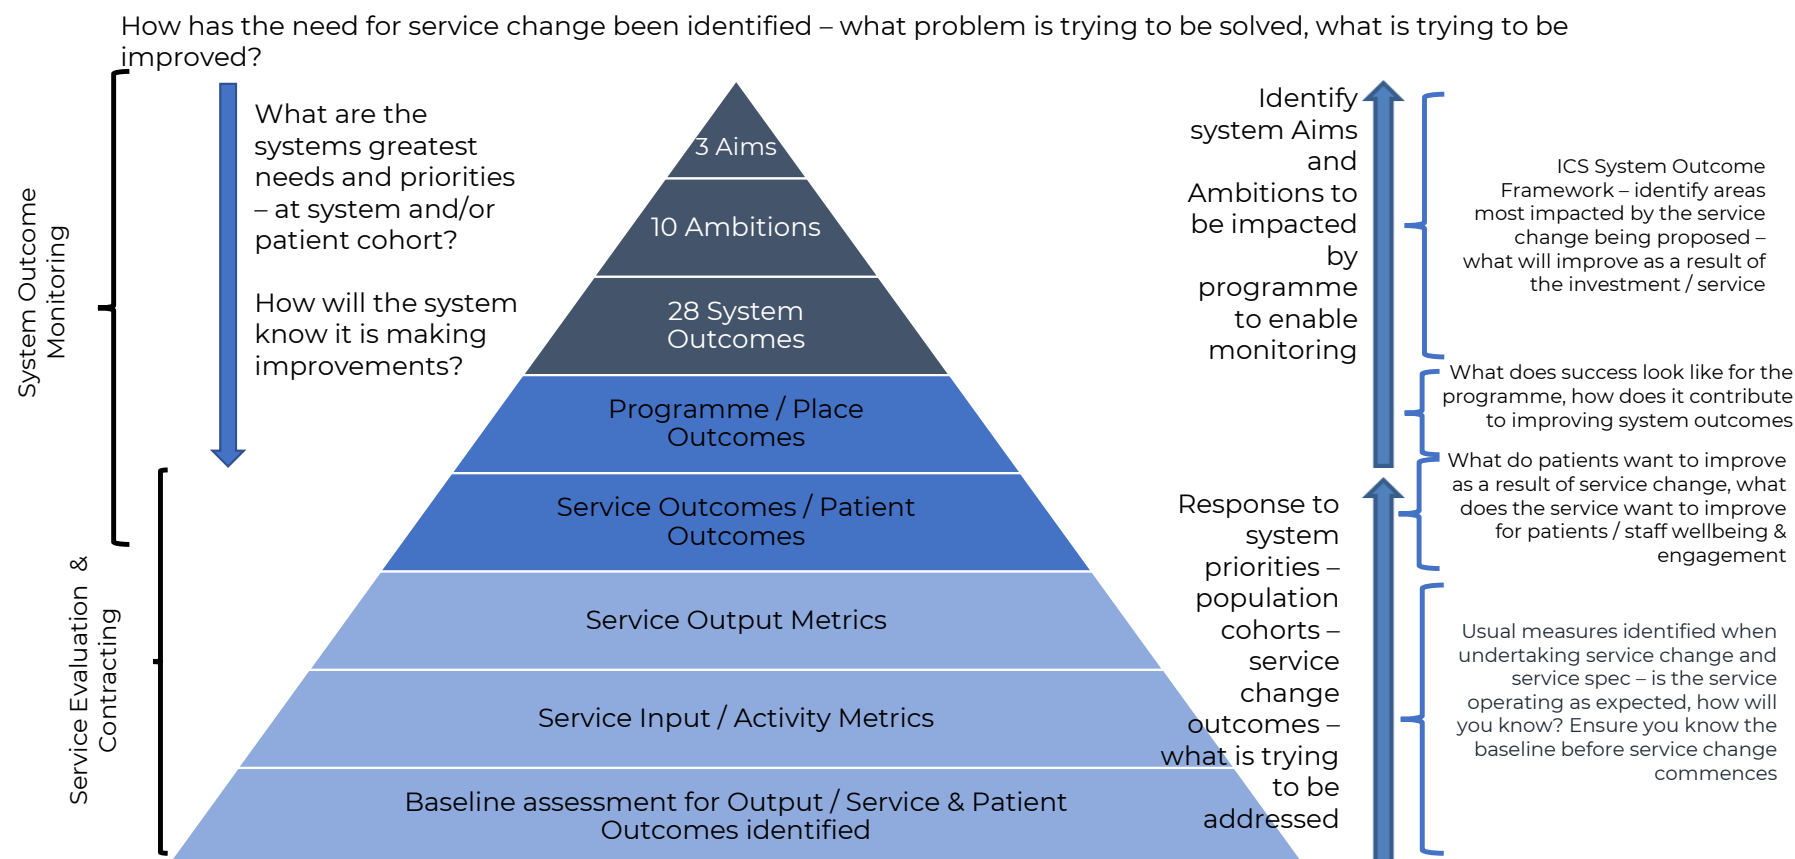 How has the need for service change been identified – what problem is trying to be solved, what is trying to be
improved?
System Outcome
Monitoring
Service Evaluation &
Contracting
What are the
systems greatest
needs and priorities
– at system and/or
patient cohort?
How will the system
know it is making
improvements?
3 Aims
10 Ambitions
28 System
Outcomes
Programme / Place
Outcomes
Service Outcomes / Patient
Outcomes
Service Output Metrics
Service Input / Activity Metrics
Baseline assessment for Output / Service & Patient
Outcomes identified
Identify
system Aims
and
Ambitions to
be impacted
by
programme
to enable
monitoring
Response to
system
priorities –
population
cohorts –
service
change
outcomes –
what is trying
to be
addressed
ICS System Outcome
Framework – identify areas
most impacted by the service
change being proposed –
what will improve as a result of
the investment / service
What does success look like for the
programme, how does it contribute
to improving system outcomes
What do patients want to improve
as a result of service change, what
does the service want to improve
for patients / staff wellbeing &
engagement
Usual measures identified when
undertaking service change and
service spec – is the service
operating as expected, how will
you know? Ensure you know the
baseline before service change
commences